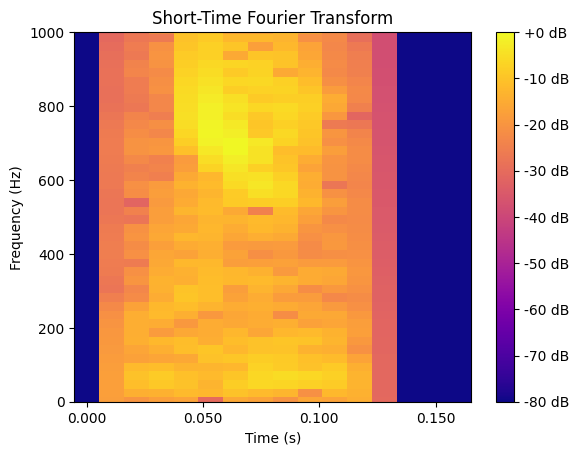 Short-Time Fourier Transform
1000
800
600
400
200
0
Frequency (Hz)
0.000
0.050
0.100
0.150
Time (s)
+0 dB
-10 dB
-20 dB
-30 dB
-40 dB
-50 dB
-60 dB
-70 dB
-80 dB